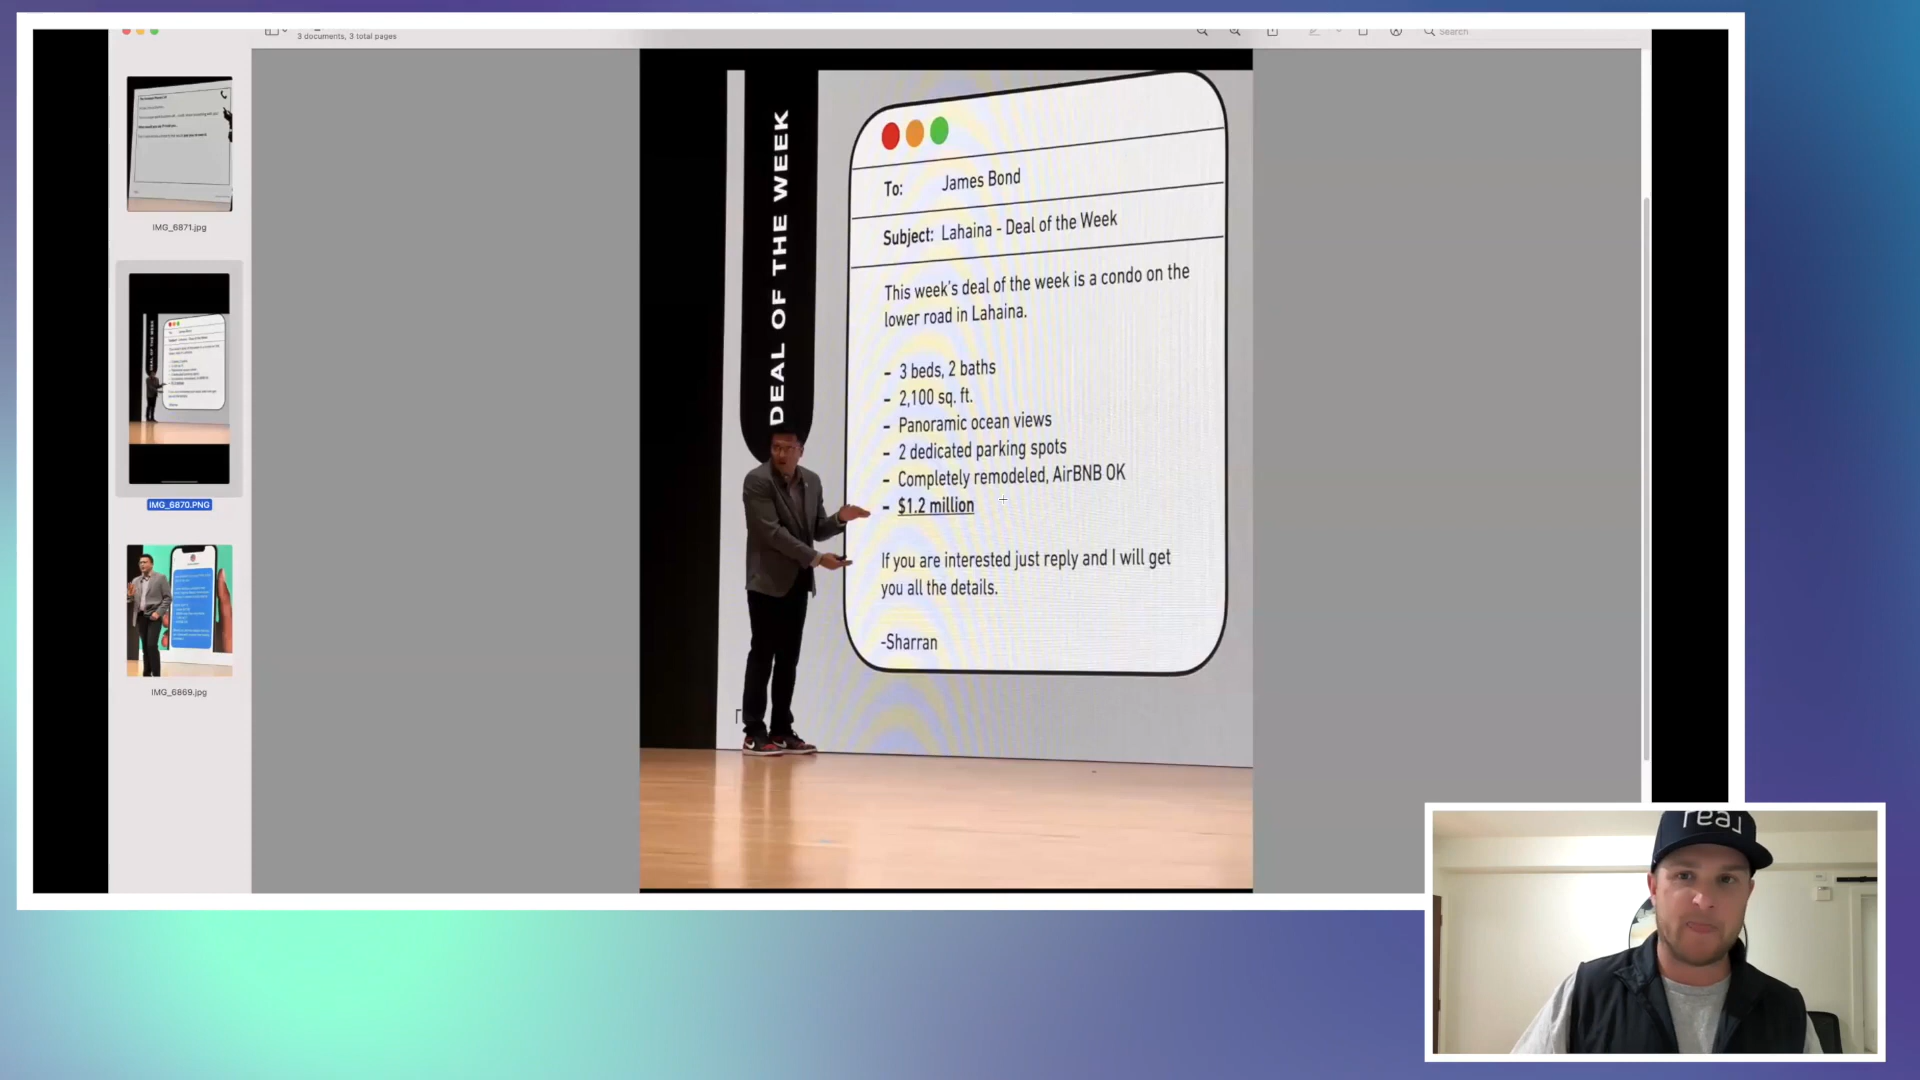 3 documents, 3 total pages
Search
IMG_6871.jpg
IMG_6870.PNG
IMG_6869.jpg
DEAL OF THE WEEK
To: James Bond
Subject: Lahaina - Deal of the Week
This week's deal of the week is a condo on the
lower road in Lahaina.
- 3 beds, 2 baths
- 2,100 sq. ft.
- Panoramic ocean views
- 2 dedicated parking spots
- Completely remodeled, AirBNB OK
- $1.2 million
If you are interested just reply and I will get
you all the details.
-Sharran
real